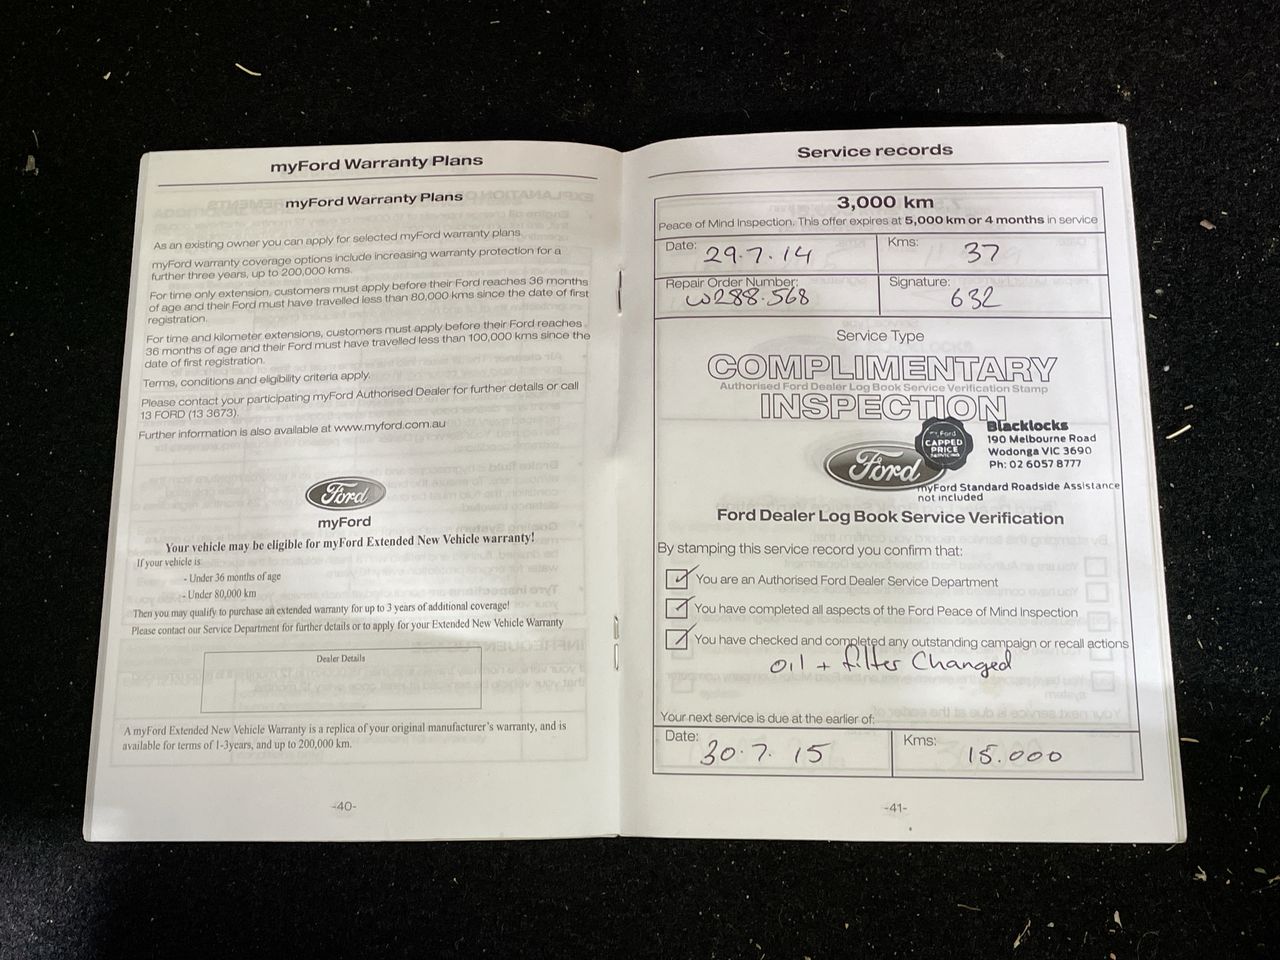 myFord Warranty Plans
myFord Warranty Plans
As an existing owner you can apply for selected myFord warranty plans.
myFord warranty coverage options include increasing warranty protection for a
further three years, up to 200,000 kms.
For time only extension, customers must apply before their Ford reaches 36 months
of age and their Ford must have travelled less than 80,000 kms since the date of first
registration.
For time and kilometer extensions, customers must apply before their Ford reaches
36 months of age and their Ford must have travelled less than 100,000 kms since the
date of first registration.
Terms, conditions and eligibility criteria apply.
Please contact your participating myFord Authorised Dealer for further details or call
13 FORD (13 3673).
Further information is also available at www.myford.com.au
Ford
myFord
Your vehicle may be eligible for myFord Extended New Vehicle warranty!
If your vehicle is:
- Under 36 months of age
- Under 80,000 km
Then you may qualify to purchase an extended warranty for up to 3 years of additional coverage!
Please contact our Service Department for further details or to apply for your Extended New Vehicle Warranty
Dealer Details
A myFord Extended New Vehicle Warranty is a replica of your original manufacturer's warranty, and is
available for terms of 1-3years, and up to 200,000 km.
-40-
Service records
3,000 km
Peace of Mind Inspection. This offer expires at 5,000 km or 4 months in service
Date: 29.7.14 Kms: 37
Repair Order Number: W288.568 Signature: 632
Service Type
COMPLIMENTARY
Authorised Ford Dealer Log Book Service Verification Stamp
INSPECTION
Ford
my Ford
CAPPED
PRICE
SERVICING
Blacklocks
190 Melbourne Road
Wodonga VIC 3690
Ph: 02 6057 8777
myFord Standard Roadside Assistance
not included
Ford Dealer Log Book Service Verification
By stamping this service record you confirm that:
You are an Authorised Ford Dealer Service Department
You have completed all aspects of the Ford Peace of Mind Inspection
You have checked and completed any outstanding campaign or recall actions
oil + filter Changed
Your next service is due at the earlier of:
Date: 30.7.15 Kms: 15.000
-41-